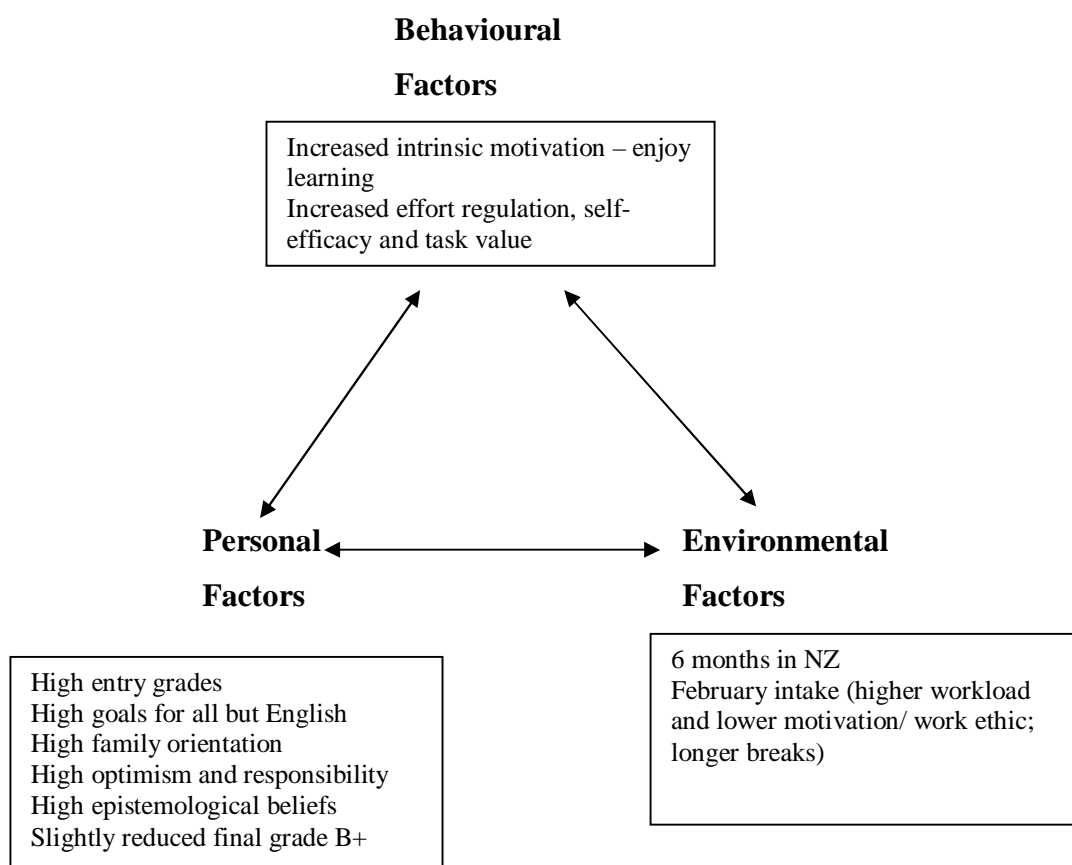 Behavioural
Factors
Increased intrinsic motivation – enjoy
learning
Increased effort regulation, self-
efficacy and task value
Personal
Factors
High entry grades
High goals for all but English
High family orientation
High optimism and responsibility
High epistemological beliefs
Slightly reduced final grade B+
Environmental
Factors
6 months in NZ
February intake (higher workload
and lower motivation/ work ethic;
longer breaks)